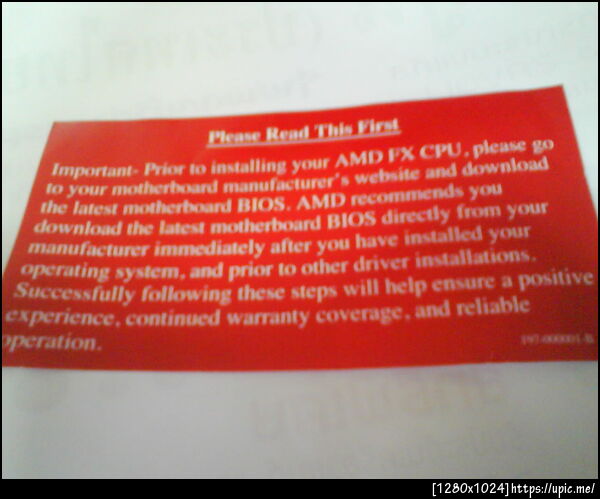 Please Read This First
Important- Prior to installing your AMD FX CPU, please go
to your motherboard manufacturer's website and download
the latest motherboard BIOS. AMD recommends you
download the latest motherboard BIOS directly from your
manufacturer immediately after you have installed your
operating system, and prior to other driver installations.
Successfully following these steps will help ensure a positive
experience, continued warranty coverage, and reliable
operation.
[1280x1024]https://upic.me/